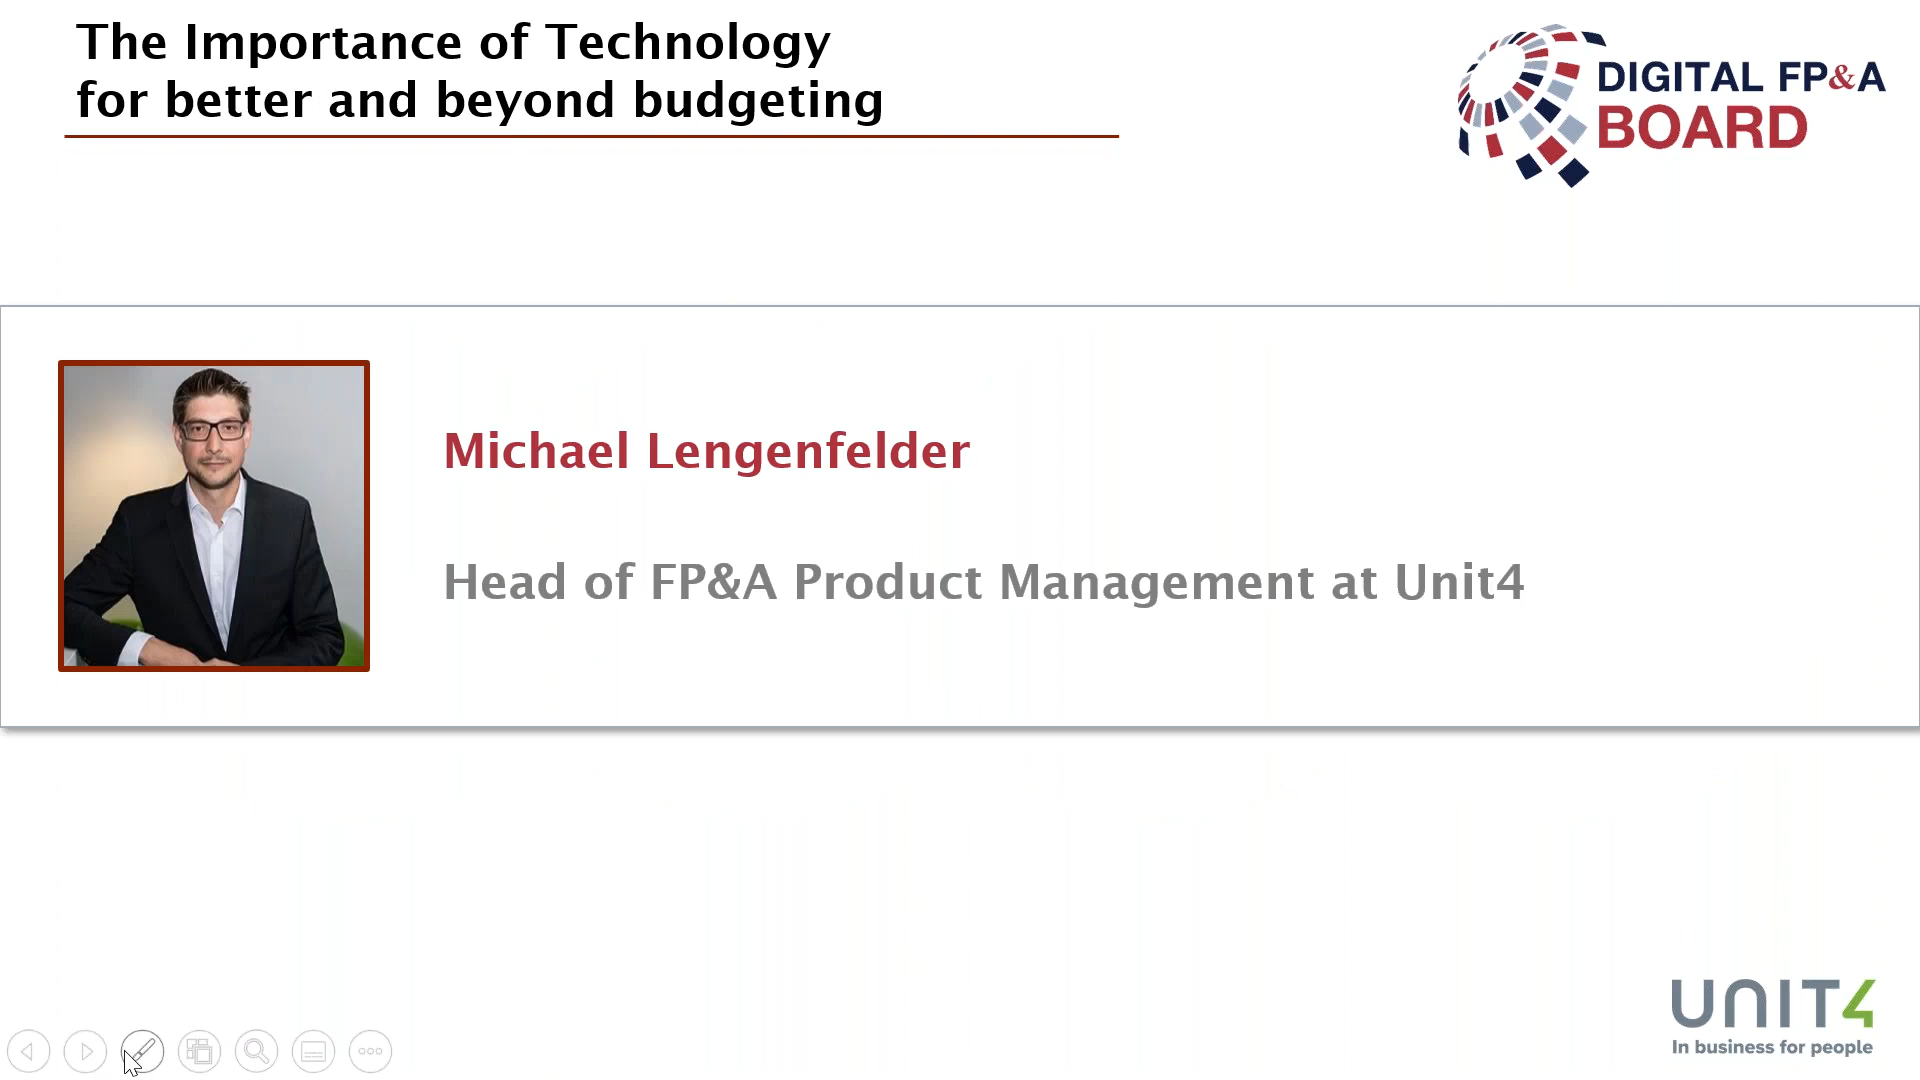 The Importance of Technology
for better and beyond budgeting
DIGITAL FP&A
BOARD
Michael Lengenfelder
Head of FP&A Product Management at Unit4
UNIT4
In business for people